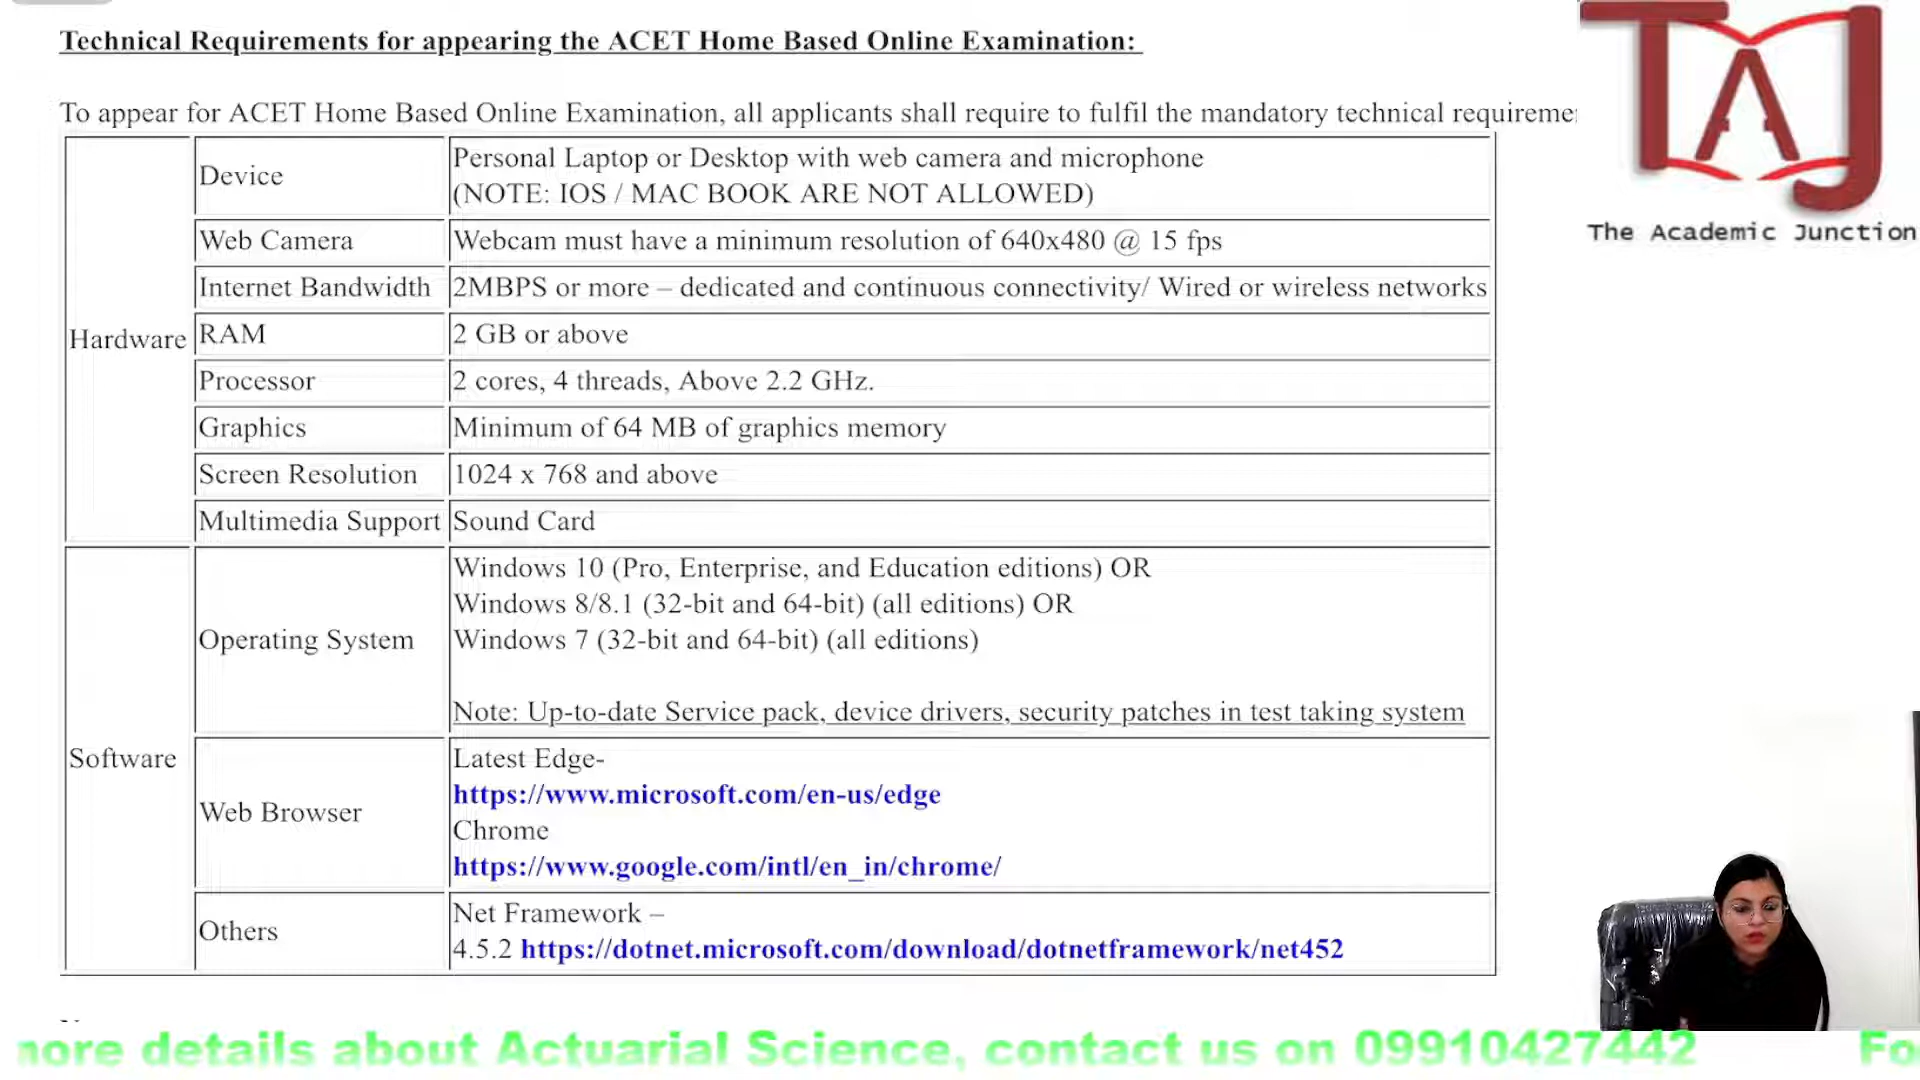 Technical Requirements for appearing the ACET Home Based Online Examination:
To appear for ACET Home Based Online Examination, all applicants shall require to fulfil the mandatory technical
TAJ
The Academic Junction
Hardware
Device
Personal Laptop or Desktop with web camera and microphone
(NOTE: IOS / MAC BOOK ARE NOT ALLOWED)
Web Camera
Webcam must have a minimum resolution of 640x480 @ 15 fps
Internet Bandwidth
2MBPS or more – dedicated and continuous connectivity/ Wired or wireless networks
RAM
2 GB or above
Processor
2 cores, 4 threads, Above 2.2 GHz.
Graphics
Minimum of 64 MB of graphics memory
Screen Resolution
1024 x 768 and above
Multimedia Support
Sound Card
Software
Operating System
Windows 10 (Pro, Enterprise, and Education editions) OR
Windows 8/8.1 (32-bit and 64-bit) (all editions) OR
Windows 7 (32-bit and 64-bit) (all editions)
Note: Up-to-date Service pack, device drivers, security patches in test taking system
Web Browser
Latest Edge-
https://www.microsoft.com/en-us/edge
Chrome
https://www.google.com/intl/en_in/chrome/
Others
Net Framework –
4.5.2 https://dotnet.microsoft.com/download/dotnetframework/net452
more details about Actuarial Science, contact us on 09910427442 Fo